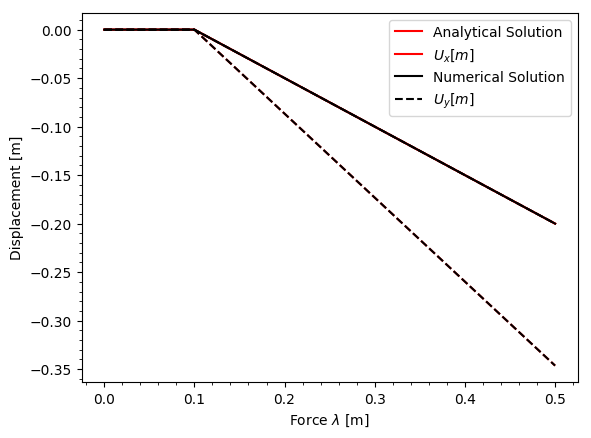 0.00
−0.05
−0.10
−0.15
−0.20
−0.25
−0.30
−0.35
Displacement [m]
0.0 0.1 0.2 0.3 0.4 0.5
Force λ [m]
Analytical Solution
Uₓ[m]
Numerical Solution
U_y[m]